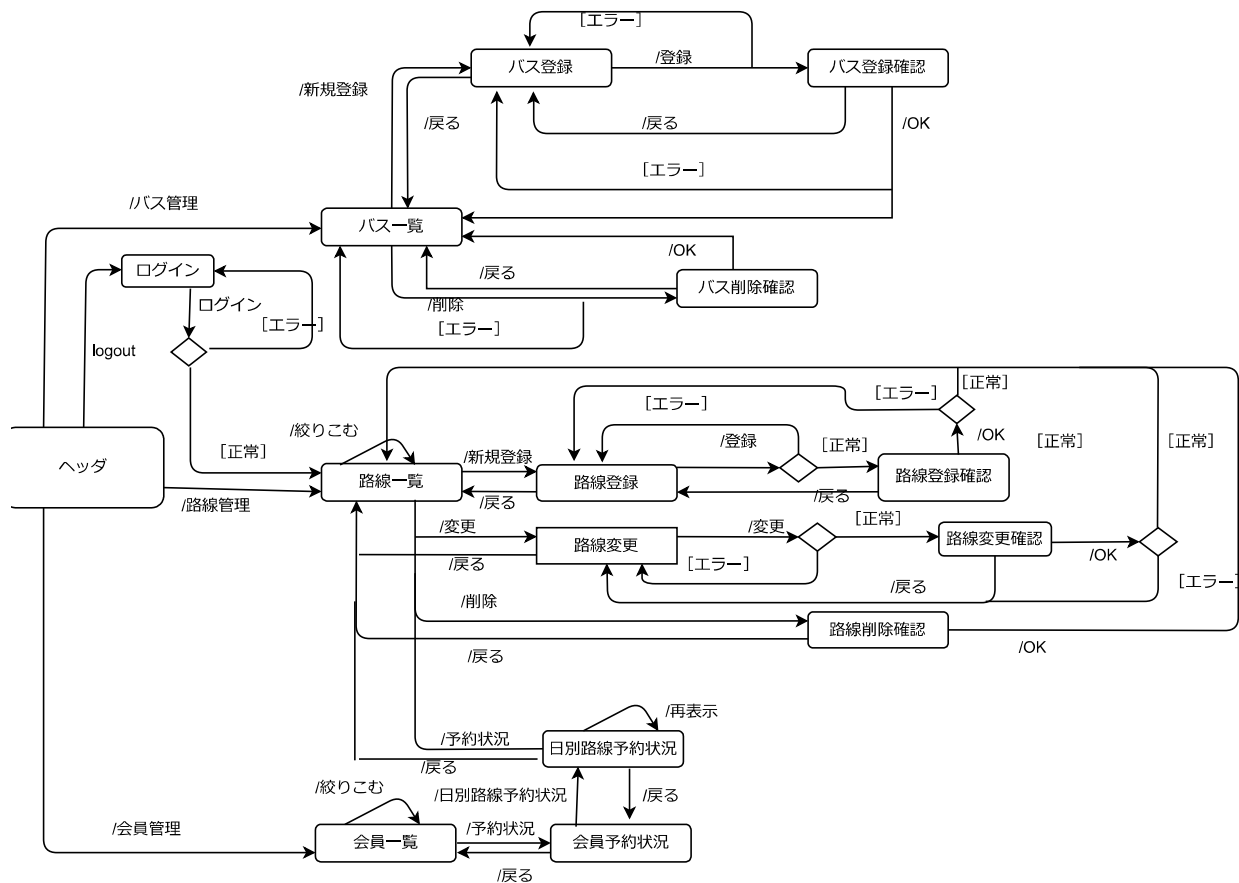 [エラー]
バス登録
/登録
バス登録確認
/新規登録
/戻る
/戻る
/OK
[エラー]
/バス管理
バス一覧
/OK
ログイン
/戻る
バス削除確認
ログイン
/削除
[エラー]
[エラー]
logout
[正常]
[エラー]
[エラー]
/絞りこむ
/登録
/OK
[正常]
[正常]
[正常]
ヘッダ
[正常]
/新規登録
路線一覧
路線登録
路線登録確認
/路線管理
/戻る
/戻る
/変更
/変更
[正常]
路線変更
路線変更確認
/戻る
[エラー]
/OK
/戻る
[エラー]
/削除
路線削除確認
/戻る
/OK
/再表示
/予約状況
日別路線予約状況
/戻る
/絞りこむ
/日別路線予約状況
/戻る
/会員管理
/予約状況
会員一覧
会員予約状況
/戻る